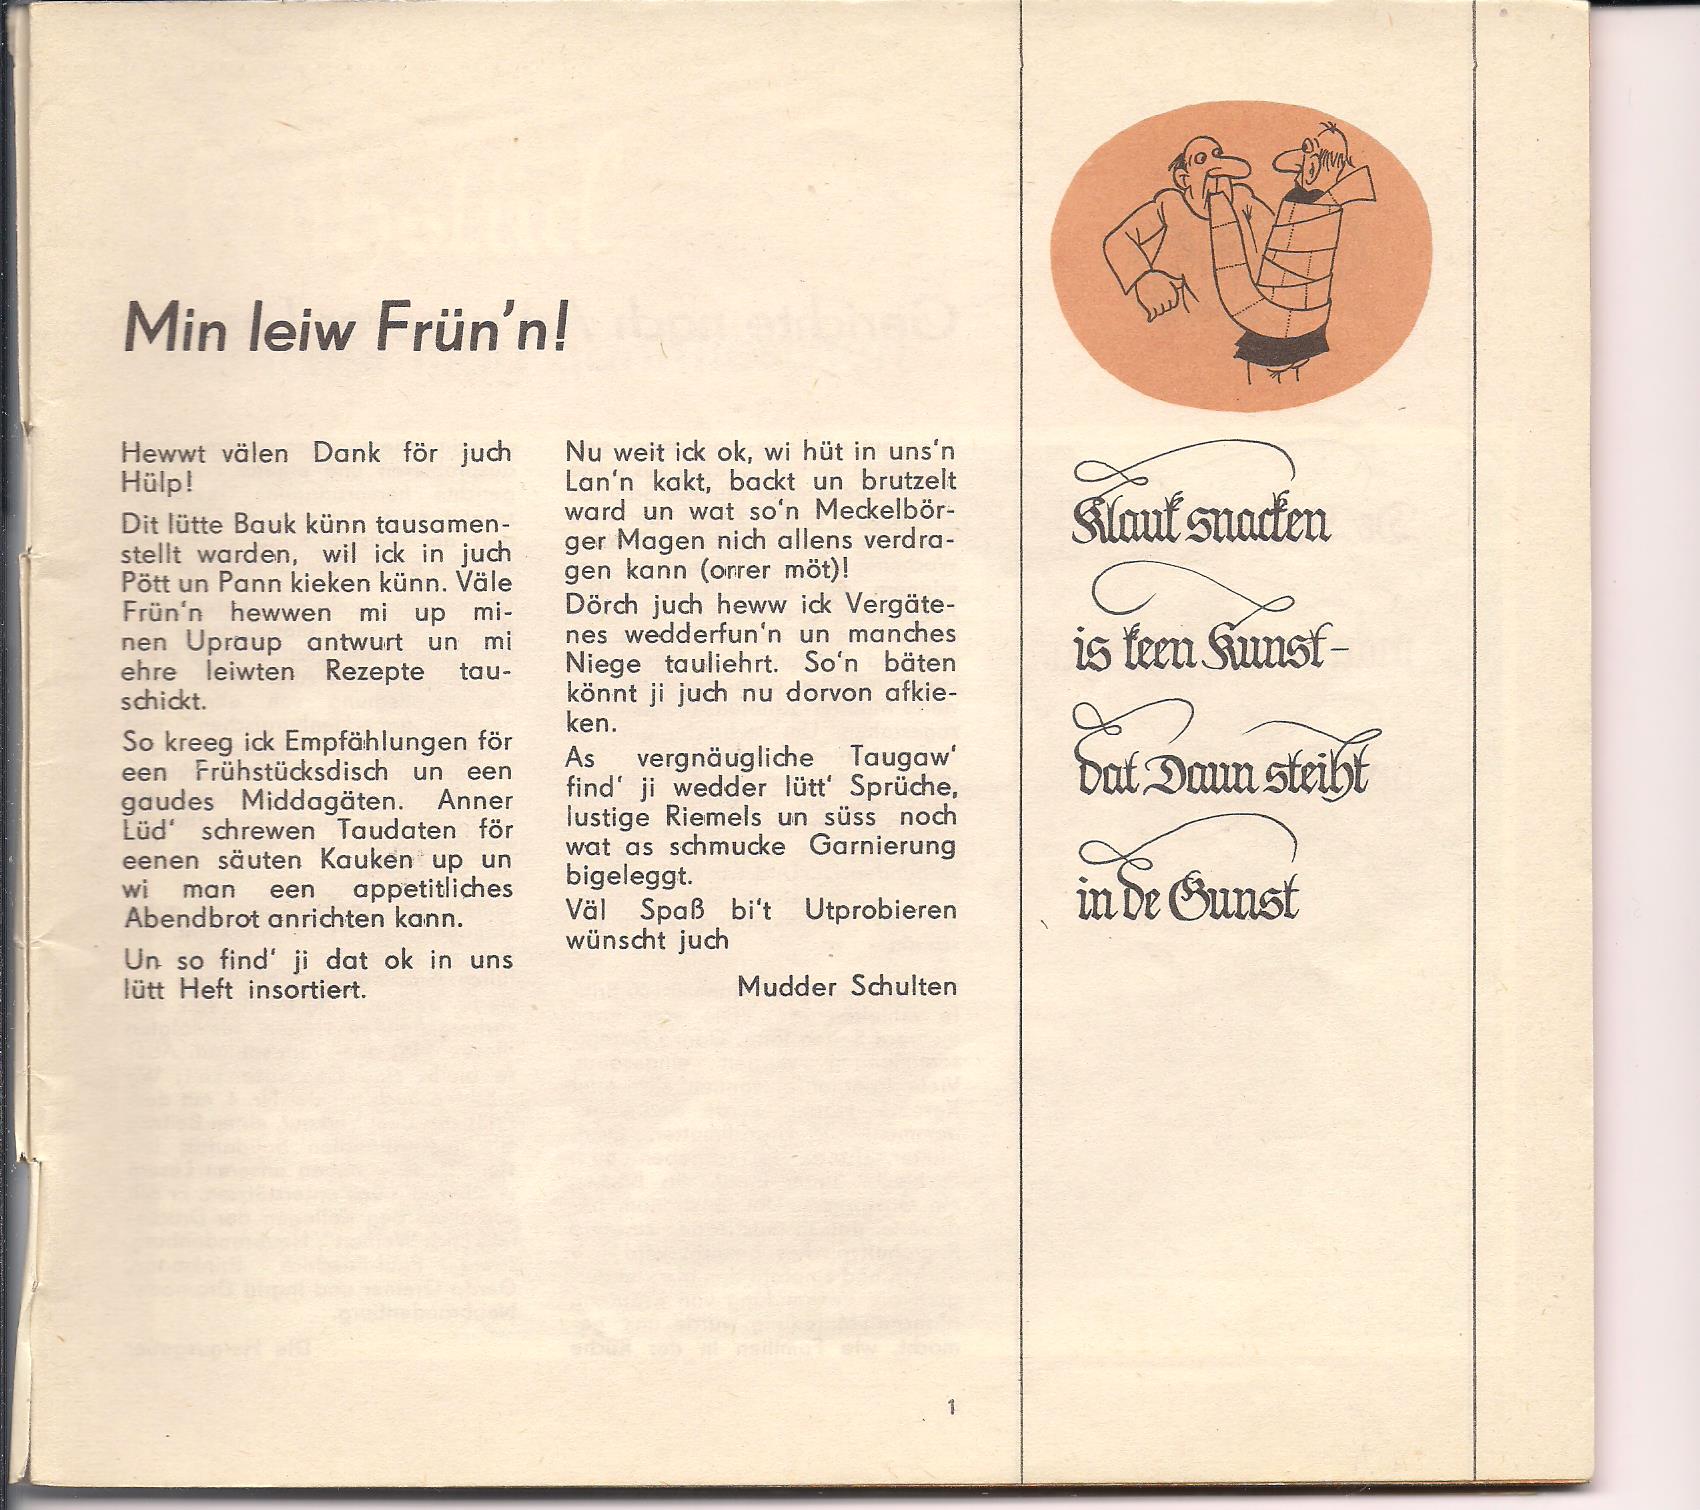 Min leiw Frün'n!
Hewwt välen Dank för juch
Hülp!
Dit lütte Bauk künn tausamen-
stellt warden, wil ick in juch
Pött un Pann kieken künn. Väle
Frün'n hewwen mi up mi-
nen Upraup antwurt un mi
ehre leiwten Rezepte tau-
schickt.
So kreeg ick Empfählungen för
een Frühstücksdisch un een
gaudes Middagäten. Anner
Lüd' schrewen Taudaten för
eenen säuten Kauken up un
wi man een appetitliches
Abendbrot anrichten kann.
Un so find' ji dat ok in uns
lütt Heft insortiert.
Nu weit ick ok, wi hüt in uns'n
Lan'n kakt, backt un brutzelt
ward un wat so'n Meckelbör-
ger Magen nich allens verdra-
gen kann (orrer möt)!
Dörch juch heww ick Vergäte-
nes wedderfun'n un manches
Niege tauliehrt. So'n bäten
könnt ji juch nu dorvon afkie-
ken.
As vergnäugliche Taugaw'
find' ji wedder lütt' Sprüche,
lustige Riemels un süss noch
wat as schmucke Garnierung
bigeleggt.
Väl Spaß bi't Utprobieren
wünscht juch
Mudder Schulten
1
Klauk snacken
is keen Kunst–
dat Daun steiht
in de Gunst